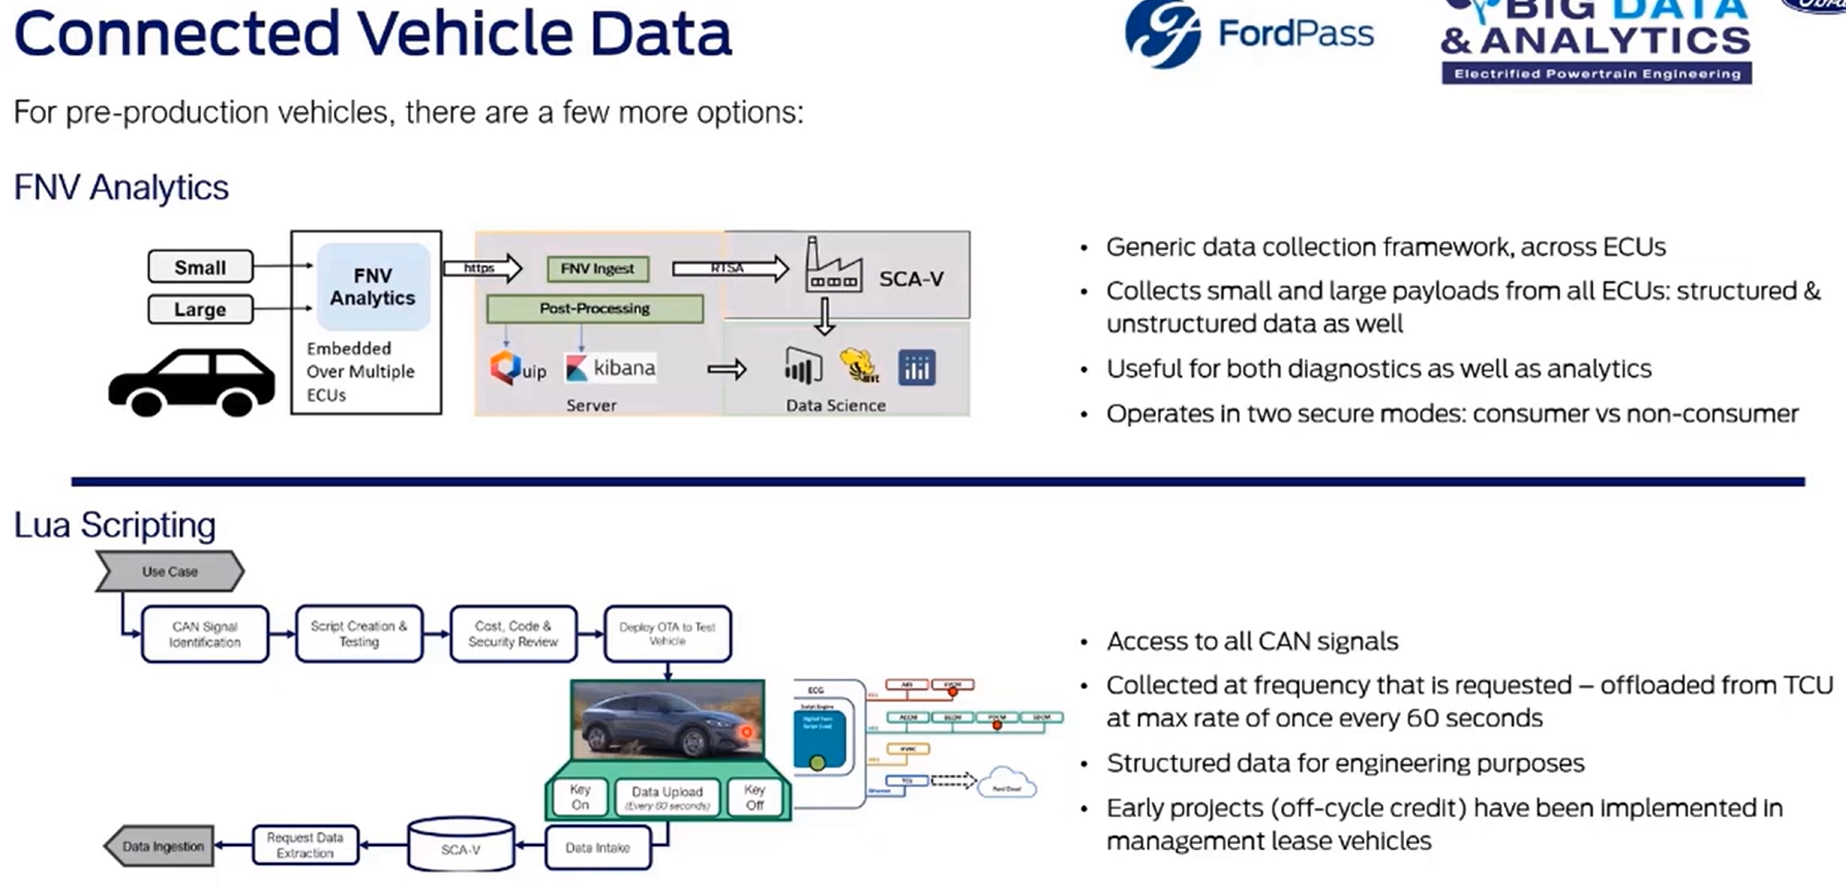 Connected Vehicle Data
FordPass
BIG DATA
& ANALYTICS
Electrified Powertrain Engineering
For pre-production vehicles, there are a few more options:
FNV Analytics
Small
Large
FNV
Analytics
Embedded
Over Multiple
ECUs
https
FNV Ingest
RTSA
SCA-V
Post-Processing
uip
kibana
Server
Data Science
• Generic data collection framework, across ECUs
• Collects small and large payloads from all ECUs: structured &
unstructured data as well
• Useful for both diagnostics as well as analytics
• Operates in two secure modes: consumer vs non-consumer
Lua Scripting
Use Case
CAN Signal
Identification
Script Creation &
Testing
Cost, Code &
Security Review
Deploy OTA to Test
Vehicle
Key
On
Data Upload
(Every 60 seconds)
Key
Off
ECG
Script Engine
TCU
Ethernet
Ford Cloud
Data Ingestion
Request Data
Extraction
SCA-V
Data Intake
• Access to all CAN signals
• Collected at frequency that is requested – offloaded from TCU
at max rate of once every 60 seconds
• Structured data for engineering purposes
• Early projects (off-cycle credit) have been implemented in
management lease vehicles